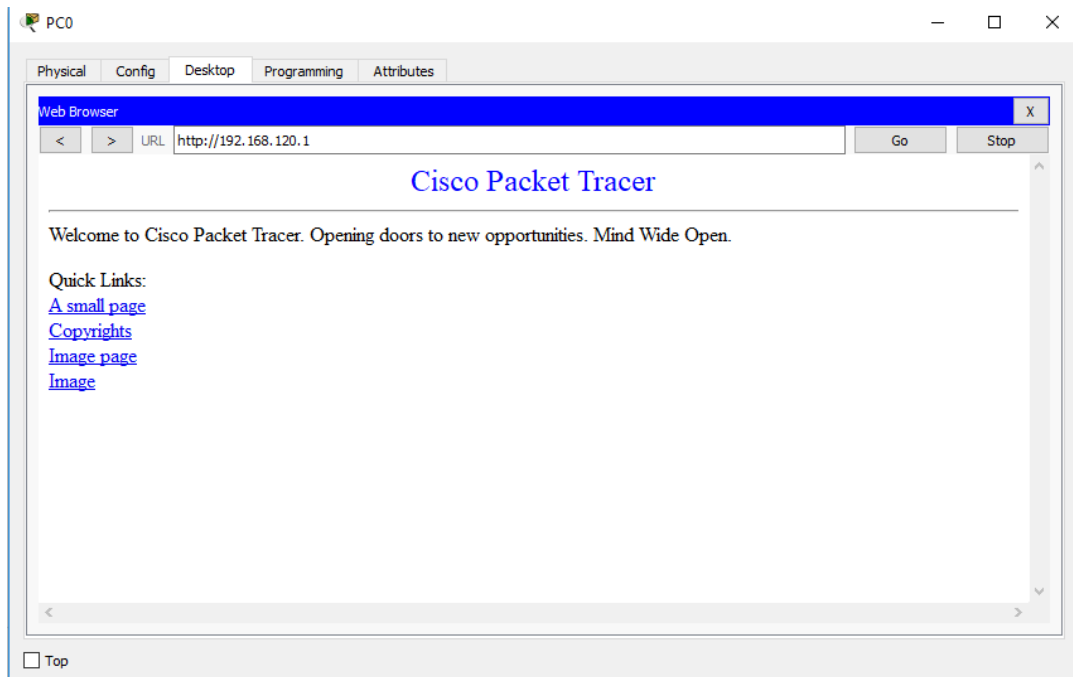 PC0
Physical Config Desktop Programming Attributes
Web Browser X
< > URL http://192.168.120.1 Go Stop
Cisco Packet Tracer
Welcome to Cisco Packet Tracer. Opening doors to new opportunities. Mind Wide Open.
Quick Links:
A small page
Copyrights
Image page
Image
Top